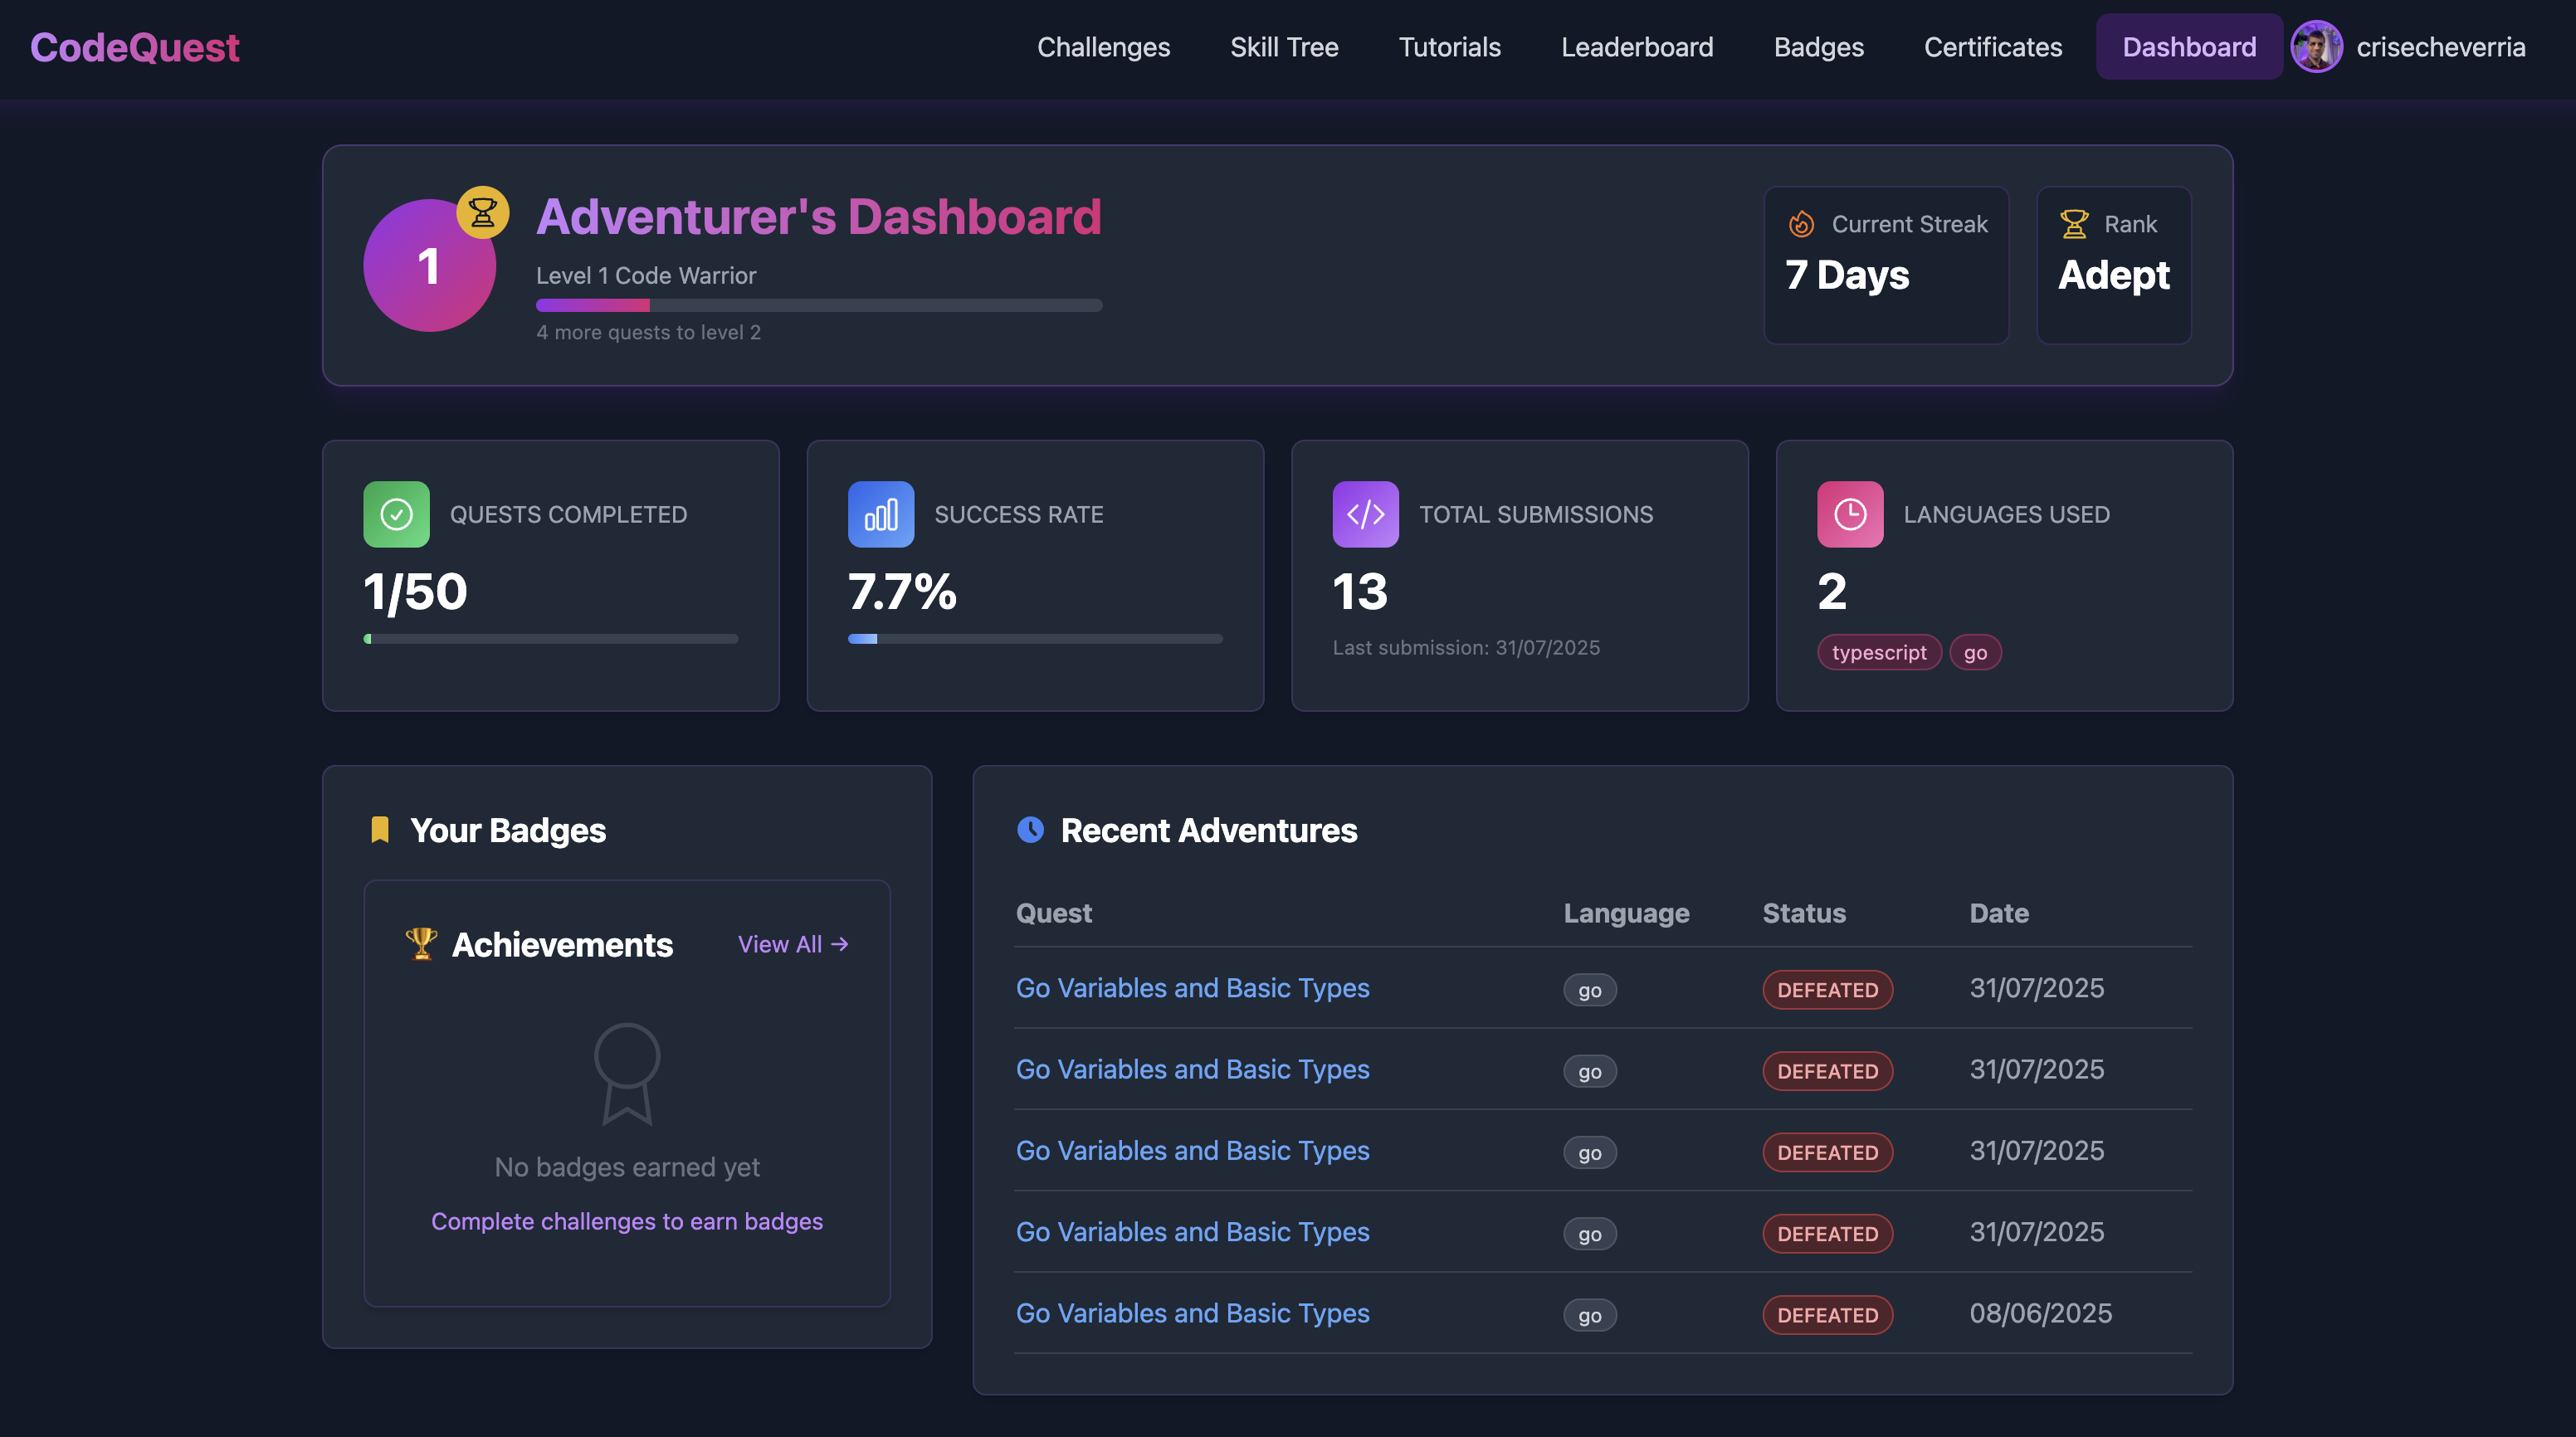 CodeQuest
Challenges
Skill Tree
Tutorials
Leaderboard
Badges
Certificates
Dashboard
crisecheverria
1
Adventurer's Dashboard
Level 1 Code Warrior
4 more quests to level 2
Current Streak
7 Days
Rank
Adept
QUESTS COMPLETED
1/50
SUCCESS RATE
7.7%
TOTAL SUBMISSIONS
13
Last submission: 31/07/2025
LANGUAGES USED
2
typescript go
Your Badges
Achievements
View All →
No badges earned yet
Complete challenges to earn badges
Recent Adventures
Quest Language Status Date
Go Variables and Basic Types go DEFEATED 31/07/2025
Go Variables and Basic Types go DEFEATED 31/07/2025
Go Variables and Basic Types go DEFEATED 31/07/2025
Go Variables and Basic Types go DEFEATED 31/07/2025
Go Variables and Basic Types go DEFEATED 08/06/2025